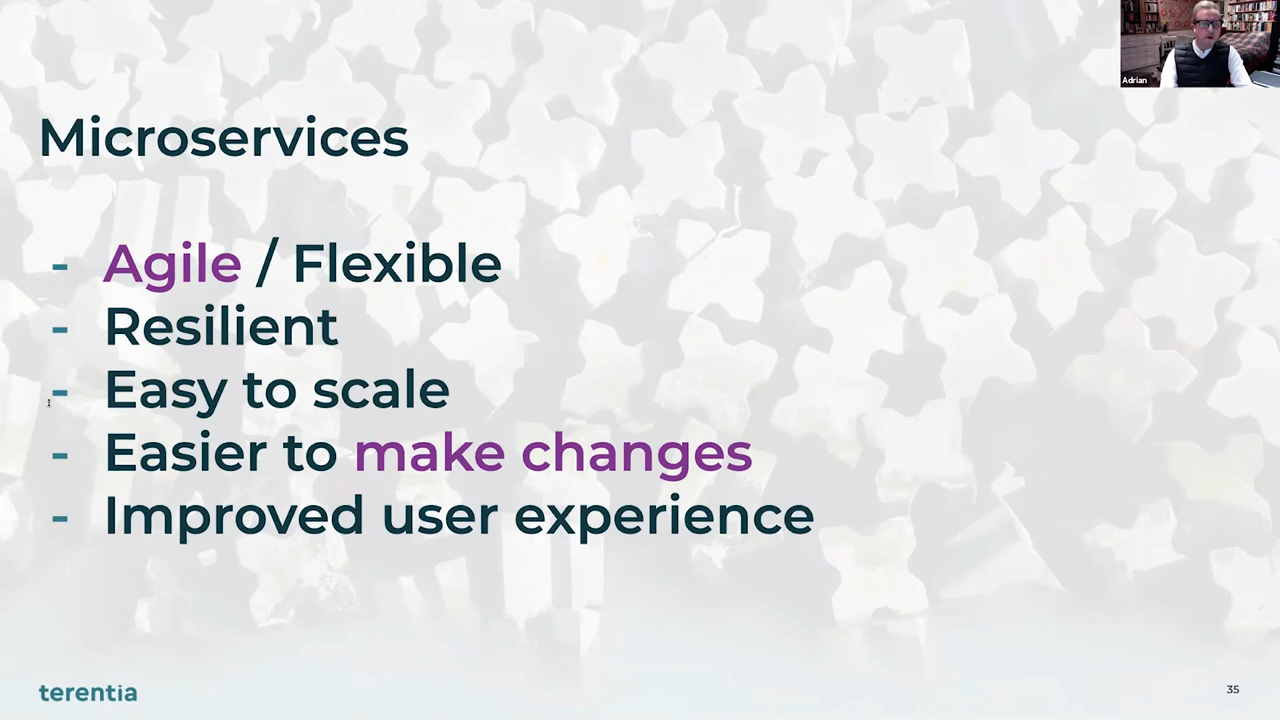 Adrian
Microservices
- Agile / Flexible
- Resilient
- Easy to scale
- Easier to make changes
- Improved user experience
terentia
35